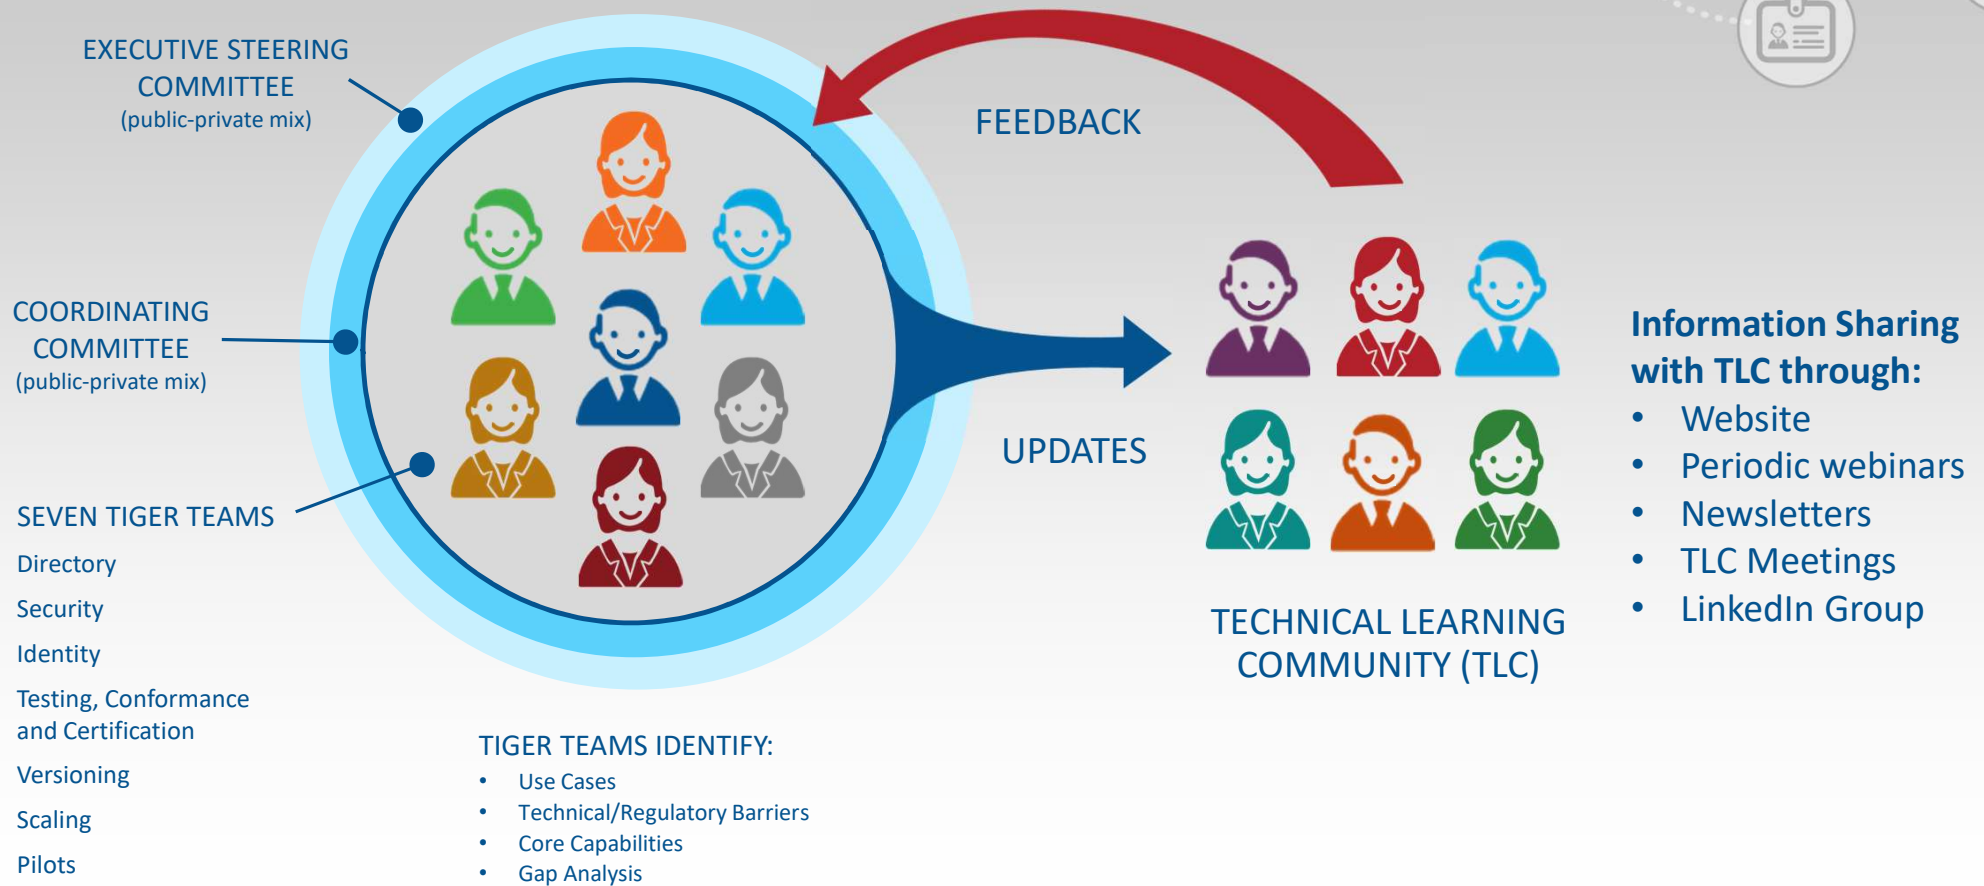 EXECUTIVE STEERING
COMMITTEE
(public-private mix)
COORDINATING
COMMITTEE
(public-private mix)
SEVEN TIGER TEAMS
Directory
Security
Identity
Testing, Conformance
and Certification
Versioning
Scaling
Pilots
TIGER TEAMS IDENTIFY:
• Use Cases
• Technical/Regulatory Barriers
• Core Capabilities
• Gap Analysis
FEEDBACK
UPDATES
TECHNICAL LEARNING
COMMUNITY (TLC)
Information Sharing
with TLC through:
• Website
• Periodic webinars
• Newsletters
• TLC Meetings
• LinkedIn Group